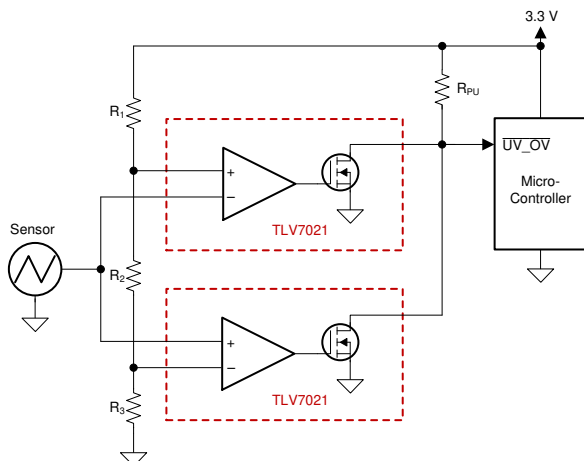 3.3 V
R1
RPU
+
−
TLV7021
UV_OV
Micro-
Controller
Sensor
R2
+
−
TLV7021
R3